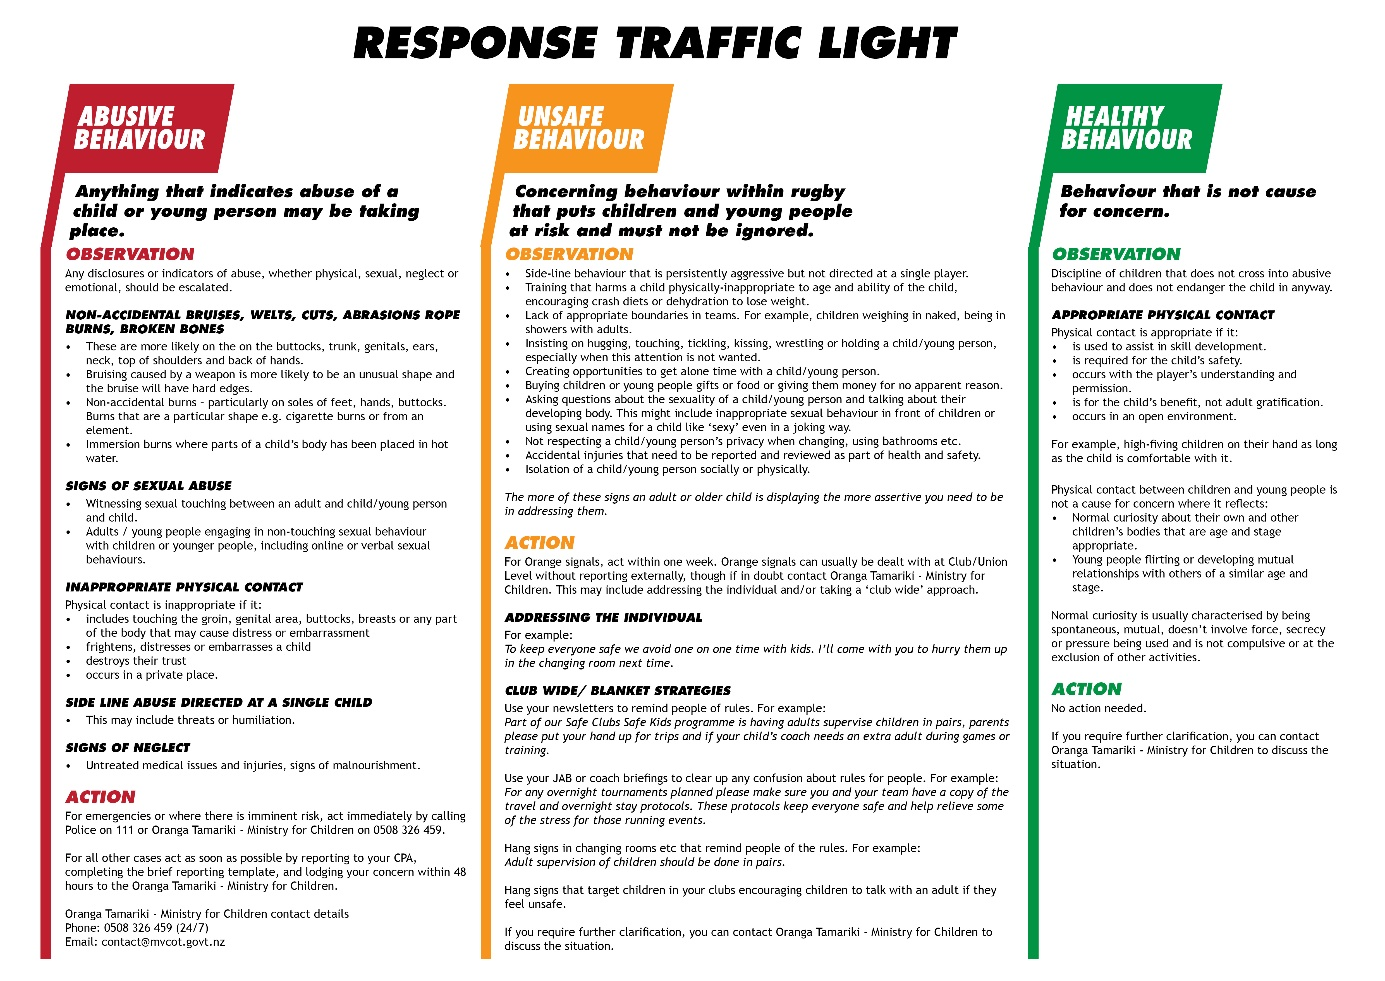 RESPONSE TRAFFIC LIGHT
ABUSIVE
BEHAVIOUR
Anything that indicates abuse of a
child or young person may be taking
place.
OBSERVATION
Any disclosures or indicators of abuse, whether physical, sexual, neglect or
emotional, should be escalated.
NON-ACCIDENTAL BRUISES, WELTS, CUTS, ABRASIONS ROPE
BURNS, BROKEN BONES
• These are more likely on the on the buttocks, trunk, genitals, ears,
neck, top of shoulders and back of hands.
• Bruising caused by a weapon is more likely to be an unusual shape and
the bruise will have hard edges.
• Non-accidental burns - particularly on soles of feet, hands, buttocks.
Burns that are a particular shape e.g. cigarette burns or from an
element.
• Immersion burns where parts of a child's body has been placed in hot
water.
SIGNS OF SEXUAL ABUSE
• Witnessing sexual touching between an adult and child/young person
and child.
• Adults / young people engaging in non-touching sexual behaviour
with children or younger people, including online or verbal sexual
behaviours.
INAPPROPRIATE PHYSICAL CONTACT
Physical contact is inappropriate if it:
• includes touching the groin, genital area, buttocks, breasts or any part
of the body that may cause distress or embarrassment
• frightens, distresses or embarrasses a child
• destroys their trust
• occurs in a private place.
SIDE LINE ABUSE DIRECTED AT A SINGLE CHILD
• This may include threats or humiliation.
SIGNS OF NEGLECT
• Untreated medical issues and injuries, signs of malnourishment.
ACTION
For emergencies or where there is imminent risk, act immediately by calling
Police on 111 or Oranga Tamariki - Ministry for Children on 0508 326 459.
For all other cases act as soon as possible by reporting to your CPA,
completing the brief reporting template, and lodging your concern within 48
hours to the Oranga Tamariki - Ministry for Children.
Oranga Tamariki - Ministry for Children contact details
Phone: 0508 326 459 (24/7)
Email: contact@mvcot.govt.nz
UNSAFE
BEHAVIOUR
Concerning behaviour within rugby
that puts children and young people
at risk and must not be ignored.
OBSERVATION
• Side-line behaviour that is persistently aggressive but not directed at a single player.
• Training that harms a child physically-inappropriate to age and ability of the child,
encouraging crash diets or dehydration to lose weight.
• Lack of appropriate boundaries in teams. For example, children weighing in naked, being in
showers with adults.
• Insisting on hugging, touching, tickling, kissing, wrestling or holding a child/young person,
especially when this attention is not wanted.
• Creating opportunities to get alone time with a child/young person.
• Buying children or young people gifts or food or giving them money for no apparent reason.
• Asking questions about the sexuality of a child/young person and talking about their
developing body. This might include inappropriate sexual behaviour in front of children or
using sexual names for a child like 'sexy' even in a joking way.
• Not respecting a child/young person's privacy when changing, using bathrooms etc.
• Accidental injuries that need to be reported and reviewed as part of health and safety.
• Isolation of a child/young person socially or physically.
The more of these signs an adult or older child is displaying the more assertive you need to be
in addressing them.
ACTION
For Orange signals, act within one week. Orange signals can usually be dealt with at Club/Union
Level without reporting externally, though if in doubt contact Oranga Tamariki - Ministry for
Children. This may include addressing the individual and/or taking a 'club wide' approach.
ADDRESSING THE INDIVIDUAL
For example:
To keep everyone safe we avoid one on one time with kids. I'll come with you to hurry them up
in the changing room next time.
CLUB WIDE/ BLANKET STRATEGIES
Use your newsletters to remind people of rules. For example:
Part of our Safe Clubs Safe Kids programme is having adults supervise children in pairs, parents
please put your hand up for trips and if your child's coach needs an extra adult during games or
training.
Use your JAB or coach briefings to clear up any confusion about rules for people. For example:
For any overnight tournaments planned please make sure you and your team have a copy of the
travel and overnight stay protocols. These protocols keep everyone safe and help relieve some
of the stress for those running events.
Hang signs in changing rooms etc that remind people of the rules. For example:
Adult supervision of children should be done in pairs.
Hang signs that target children in your clubs encouraging children to talk with an adult if they
feel unsafe.
If you require further clarification, you can contact Oranga Tamariki - Ministry for Children to
discuss the situation.
HEALTHY
BEHAVIOUR
Behaviour that is not cause
for concern.
OBSERVATION
Discipline of children that does not cross into abusive
behaviour and does not endanger the child in anyway.
APPROPRIATE PHYSICAL CONTACT
Physical contact is appropriate if it:
• is used to assist in skill development.
• is required for the child's safety.
• occurs with the player's understanding and
permission.
• is for the child's benefit, not adult gratification.
• occurs in an open environment.
For example, high-fiving children on their hand as long
as the child is comfortable with it.
Physical contact between children and young people is
not a cause for concern where it reflects:
• Normal curiosity about their own and other
children's bodies that are age and stage
appropriate.
• Young people flirting or developing mutual
relationships with others of a similar age and
stage.
Normal curiosity is usually characterised by being
spontaneous, mutual, doesn't involve force, secrecy
or pressure being used and is not compulsive or at the
exclusion of other activities.
ACTION
No action needed.
If you require further clarification, you can contact
Oranga Tamariki - Ministry for Children to discuss the
situation.